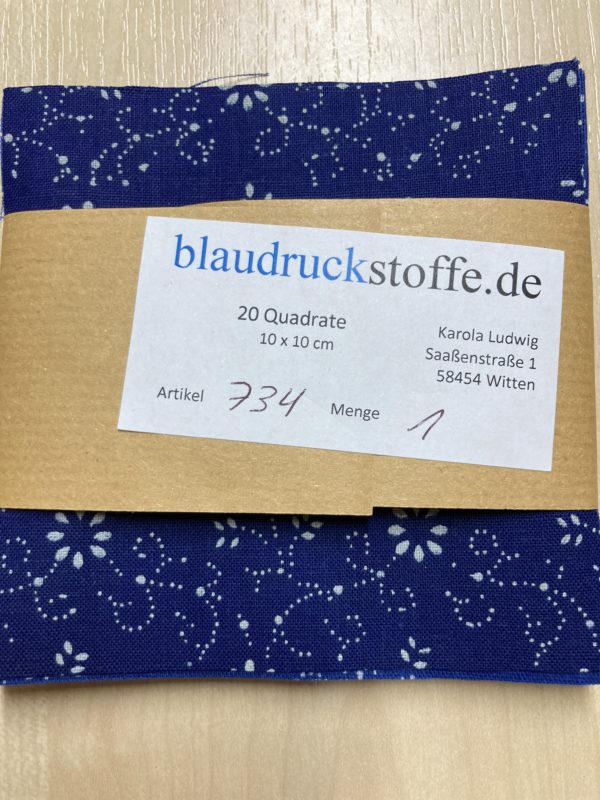 blaudruckstoffe.de
20 Quadrate
10 x 10 cm
Karola Ludwig
Saaßenstraße 1
58454 Witten
Artikel 734 Menge 1